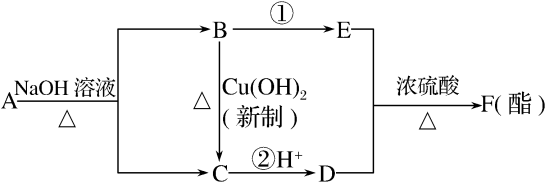 B ① E
A NaOH 溶液 △
△ Cu(OH)₂
(新制)
浓硫酸 △ F(酯)
C ②H⁺ D